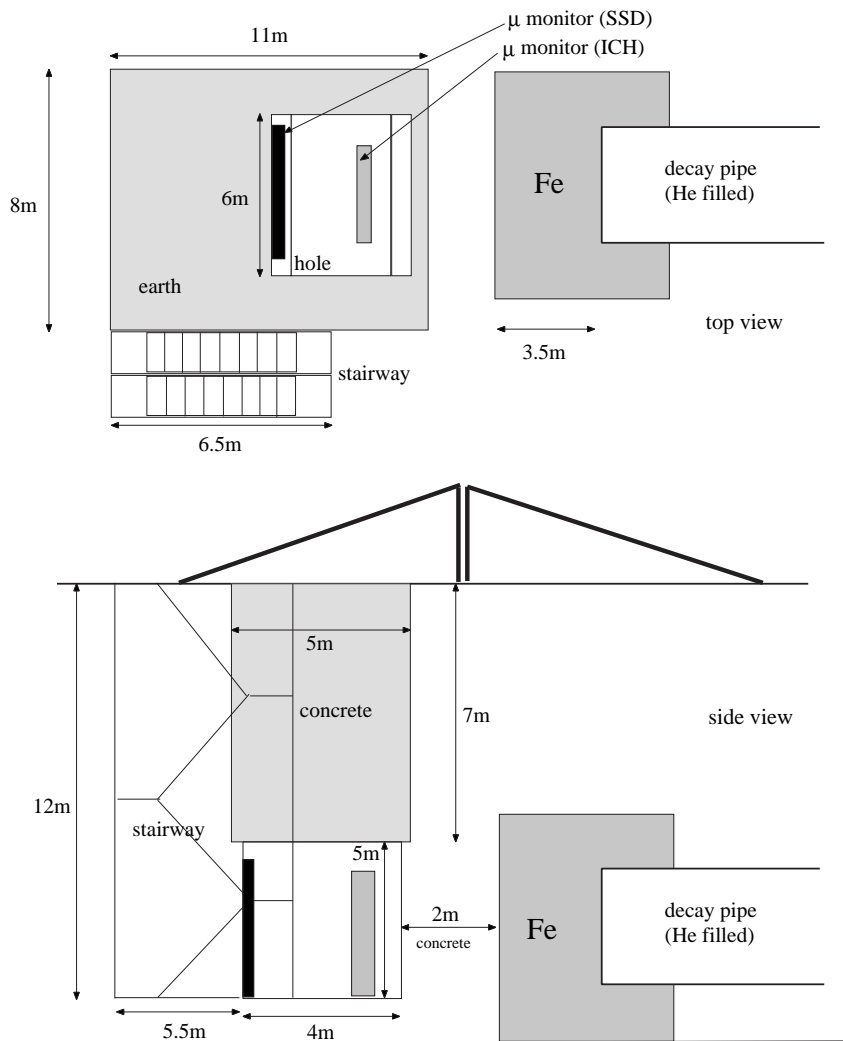 μ monitor (SSD)
μ monitor (ICH)
11m
8m
6m
Fe
decay pipe
(He filled)
hole
earth
top view
3.5m
stairway
6.5m
5m
concrete
7m
side view
12m
stairway
5m
2m
concrete
Fe
decay pipe
(He filled)
5.5m
4m